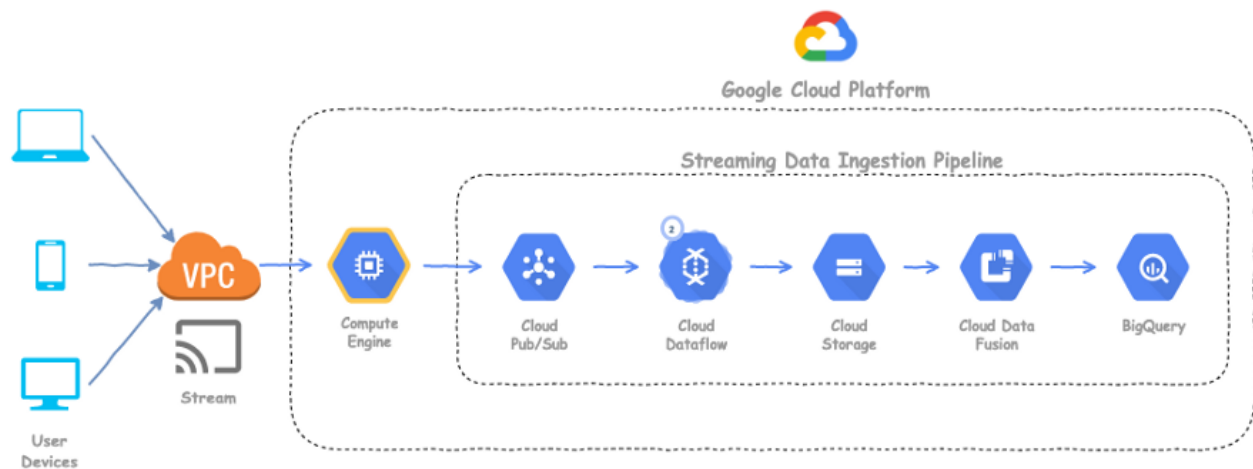 Google Cloud Platform
Streaming Data Ingestion Pipeline
2
VPC
Compute
Engine
Cloud
Pub/Sub
Cloud
Dataflow
Cloud
Storage
Cloud Data
Fusion
BigQuery
Stream
User
Devices